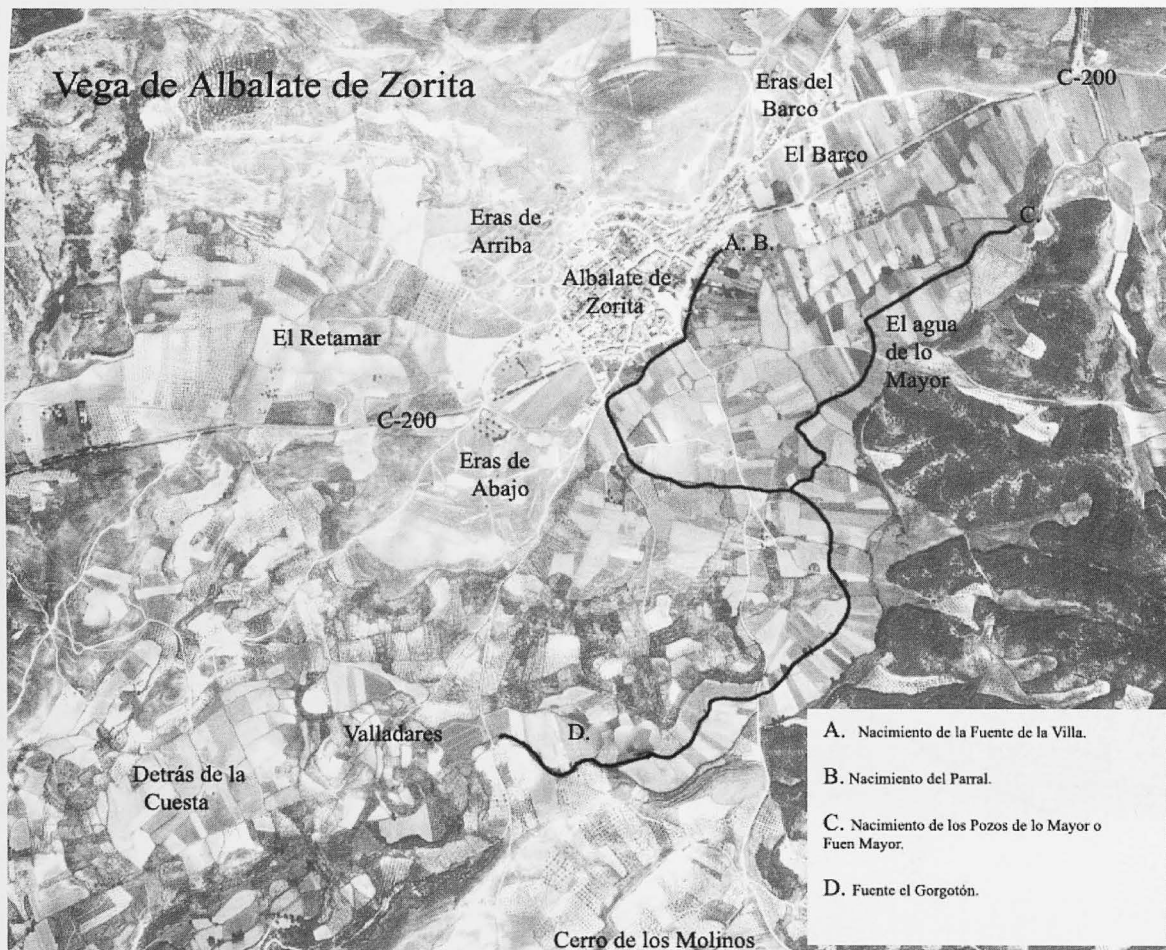 Vega de Albalate de Zorita
Eras del
Barco
C-200
El Barco
Eras de
Arriba
C.
A. B.
Albalate de
Zorita
El agua
de lo
Mayor
El Retamar
C-200
Eras de
Abajo
Valladares
D.
Detrás de la
Cuesta
Cerro de los Molinos
A. Nacimiento de la Fuente de la Villa.
B. Nacimiento del Parral.
C. Nacimiento de los Pozos de lo Mayor o
Fuen Mayor.
D. Fuente el Gorgotón.